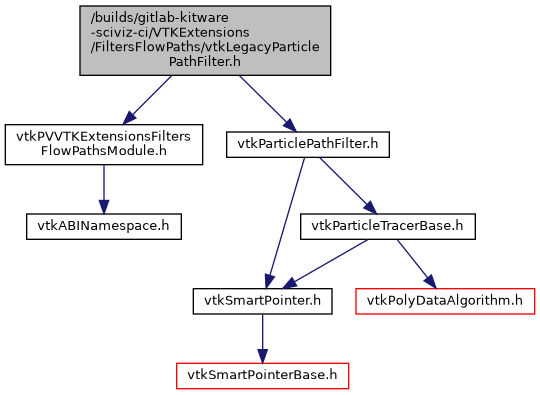 /builds/gitlab-kitware
-sciviz-ci/VTKExtensions
/FiltersFlowPaths/vtkLegacyParticle
PathFilter.h
vtkPVVTKExtensionsFilters
FlowPathsModule.h
vtkParticlePathFilter.h
vtkABINamespace.h
vtkParticleTracerBase.h
vtkSmartPointer.h
vtkPolyDataAlgorithm.h
vtkSmartPointerBase.h